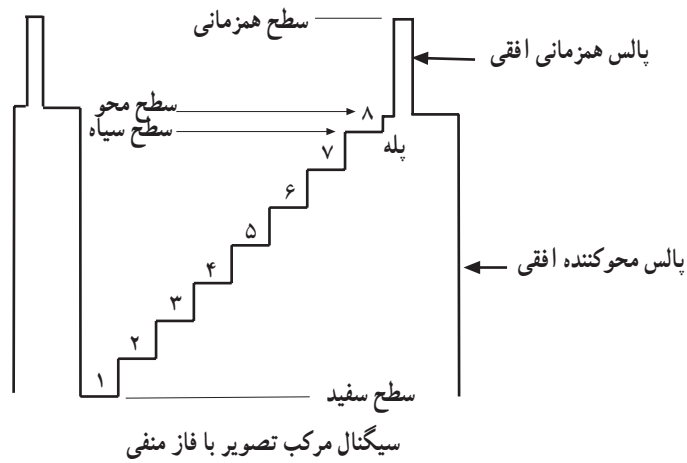 سطح همزمانی
پالس همزمانی افقی
سطح محو
سطح سیاه
۸
پله
۷
۶
۵
پالس محوکننده افقی
۴
۳
۲
۱
سطح سفید
سیگنال مرکب تصویر با فاز منفی